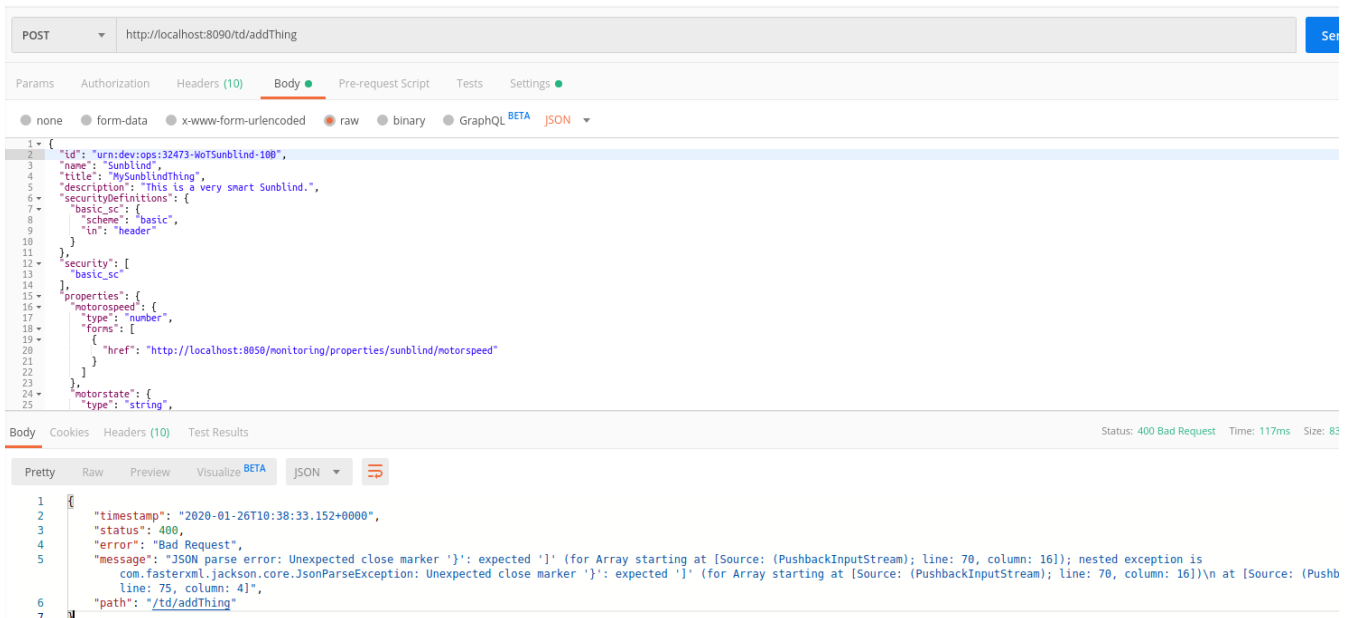 POST http://localhost:8090/td/addThing
Params Authorization Headers (10) Body Pre-request Script Tests Settings
none form-data x-www-form-urlencoded raw binary GraphQL BETA JSON
1 {
2 "id": "urn:dev:ops:32473-WoTSunblind-100",
3 "name": "Sunblind",
4 "title": "MySunblindThing",
5 "description": "This is a very smart Sunblind.",
6 "securityDefinitions": {
7 "basic_sc": {
8 "scheme": "basic",
9 "in": "header"
10 }
11 },
12 "security": [
13 "basic_sc"
14 ],
15 "properties": {
16 "motorospeed": {
17 "type": "number",
18 "forms": [
19 {
20 "href": "http://localhost:8050/monitoring/properties/sunblind/motorspeed"
21 }
22 ]
23 },
24 "motorstate": {
25 "type": "string",
Body Cookies Headers (10) Test Results Status: 400 Bad Request Time: 117ms Size: 83
Pretty Raw Preview Visualize BETA JSON
1 {
2 "timestamp": "2020-01-26T10:38:33.152+0000",
3 "status": 400,
4 "error": "Bad Request",
5 "message": "JSON parse error: Unexpected close marker '}': expected ']' (for Array starting at [Source: (PushbackInputStream); line: 70, column: 16]); nested exception is
com.fasterxml.jackson.core.JsonParseException: Unexpected close marker '}': expected ']' (for Array starting at [Source: (PushbackInputStream); line: 70, column: 16])\n at [Source: (Pushb
line: 75, column: 4]",
6 "path": "/td/addThing"
7 }